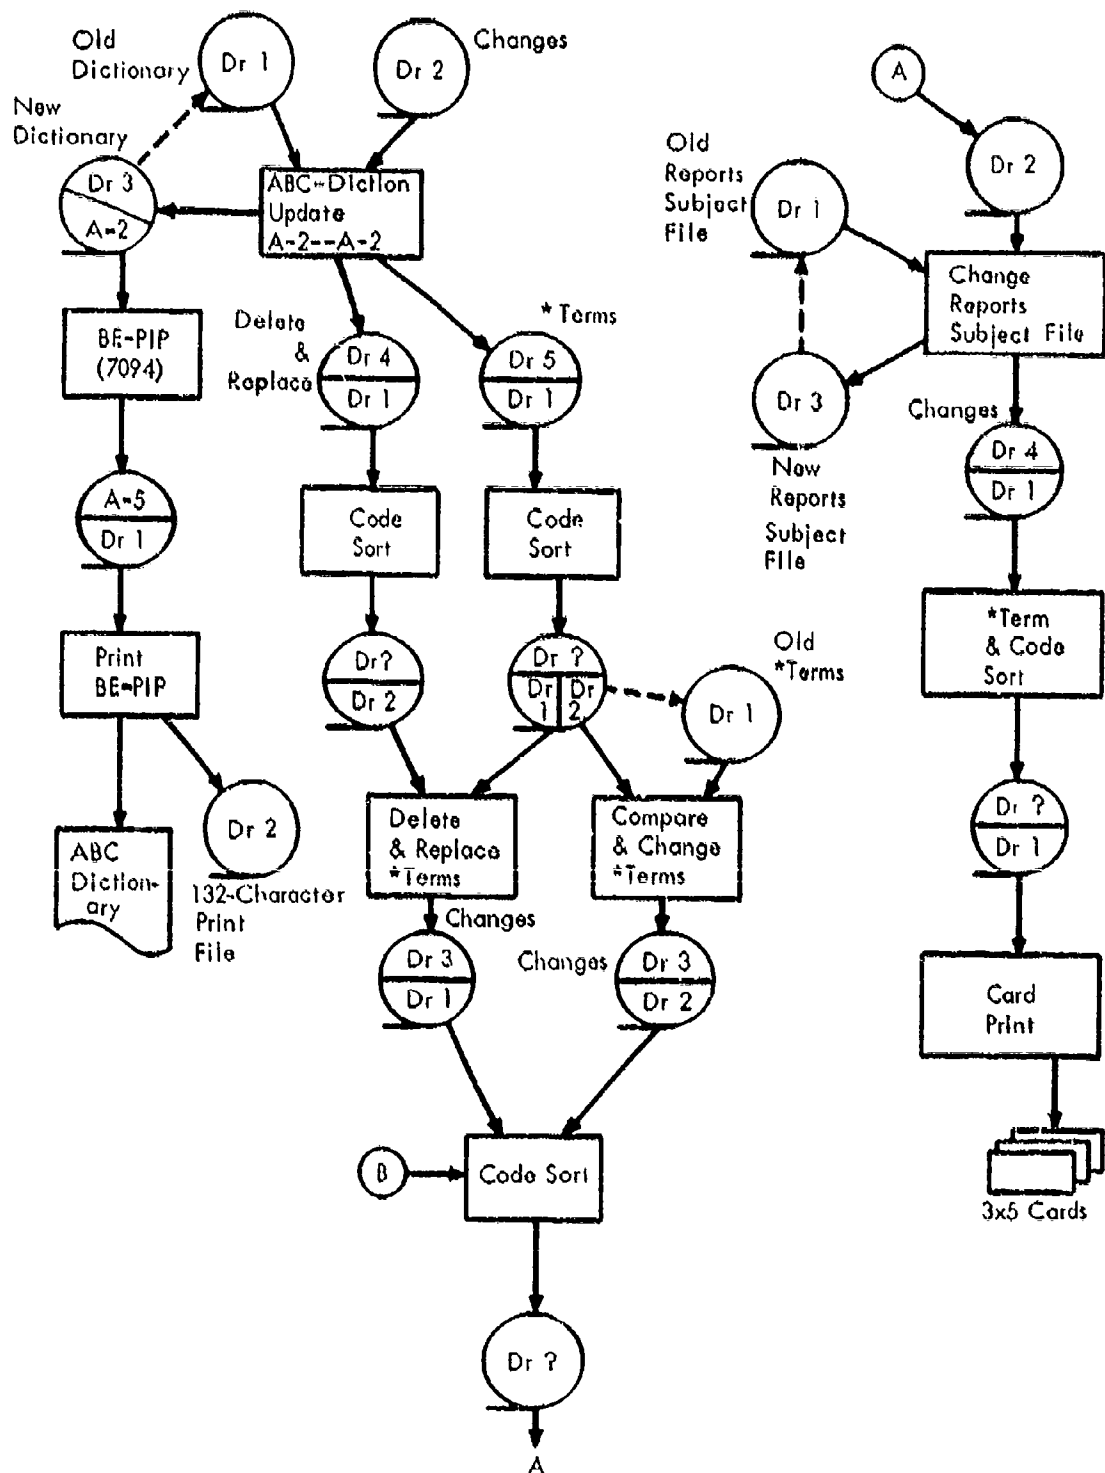 Old
Dictionary
Dr 1
Changes
Dr 2
New
Dictionary
Dr 3
A-2
ABC-Diction
Update
A-2--A-2
BE-PIP
(7094)
A-5
Dr 1
Print
BE-PIP
ABC
Diction-
ary
Dr 2
132-Character
Print
File
Delete
&
Replace
Dr 4
Dr 1
*Terms
Dr 5
Dr 1
Code
Sort
Code
Sort
Dr ?
Dr 2
Dr ?
Dr 1
Dr 2
Old
*Terms
Dr 1
Delete
& Replace
*Terms
Compare
& Change
*Terms
Changes
Dr 3
Dr 1
Changes
Dr 3
Dr 2
B
Code Sort
Dr ?
A
A
Dr 2
Old
Reports
Subject
File
Dr 1
Change
Reports
Subject File
Dr 3
New
Reports
Subject
File
Changes
Dr 4
Dr 1
*Term
& Code
Sort
Dr ?
Dr 1
Card
Print
3x5 Cards